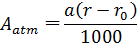 A_atm = a(r − r_0) / 1000